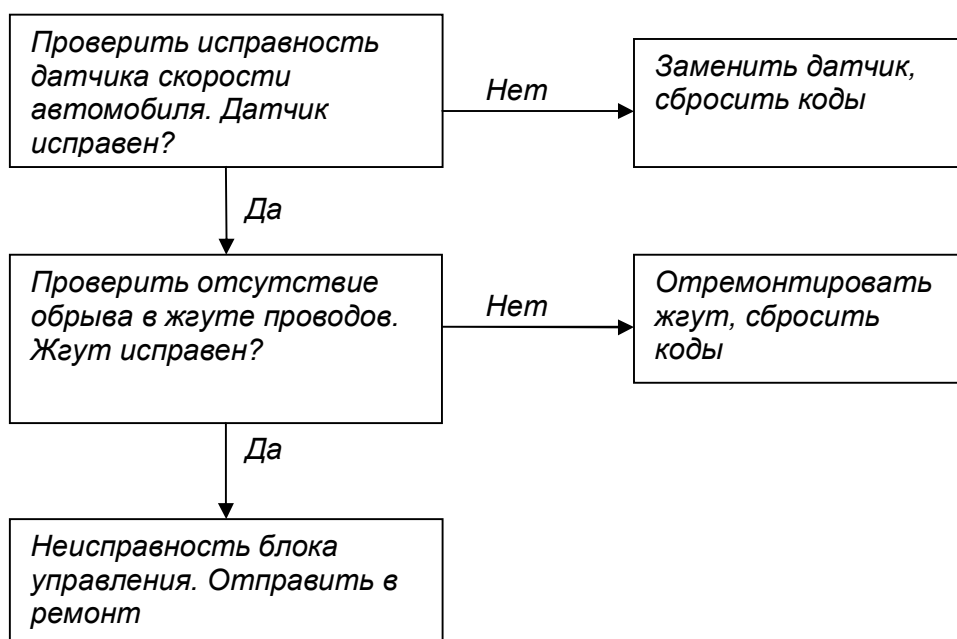 Проверить исправность
датчика скорости
автомобиля. Датчик
исправен?
Нет
Заменить датчик,
сбросить коды
Да
Проверить отсутствие
обрыва в жгуте проводов.
Жгут исправен?
Нет
Отремонтировать
жгут, сбросить
коды
Да
Неисправность блока
управления. Отправить в
ремонт